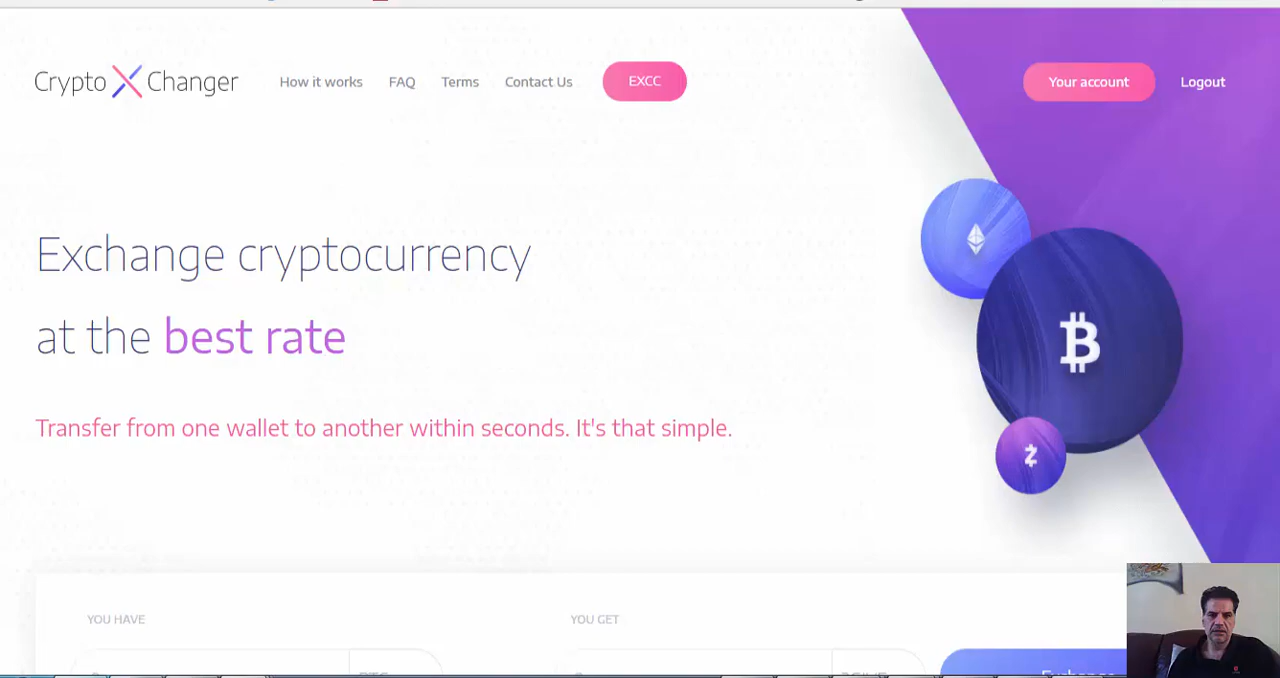 Crypto X Changer
How it works
FAQ
Terms
Contact Us
EXCC
Your account
Logout
Exchange cryptocurrency
at the best rate
Transfer from one wallet to another within seconds. It's that simple.
YOU HAVE
YOU GET
Exchange